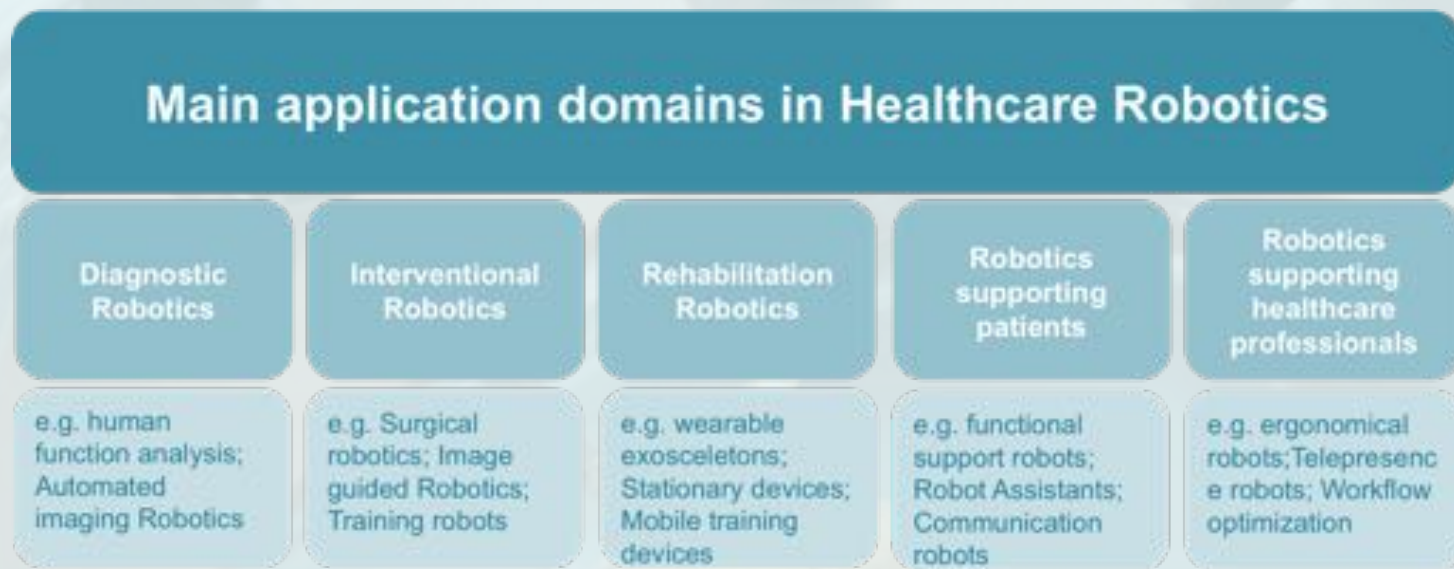 Main application domains in Healthcare Robotics
Diagnostic
Robotics
Interventional
Robotics
Rehabilitation
Robotics
Robotics
supporting
patients
Robotics
supporting
healthcare
professionals
e.g. human
function analysis;
Automated
imaging Robotics
e.g. Surgical
robotics; Image
guided Robotics;
Training robots
e.g. wearable
exosceletons;
Stationary devices;
Mobile training
devices
e.g. functional
support robots;
Robot Assistants;
Communication
robots
e.g. ergonomical
robots;Telepresenc
e robots; Workflow
optimization